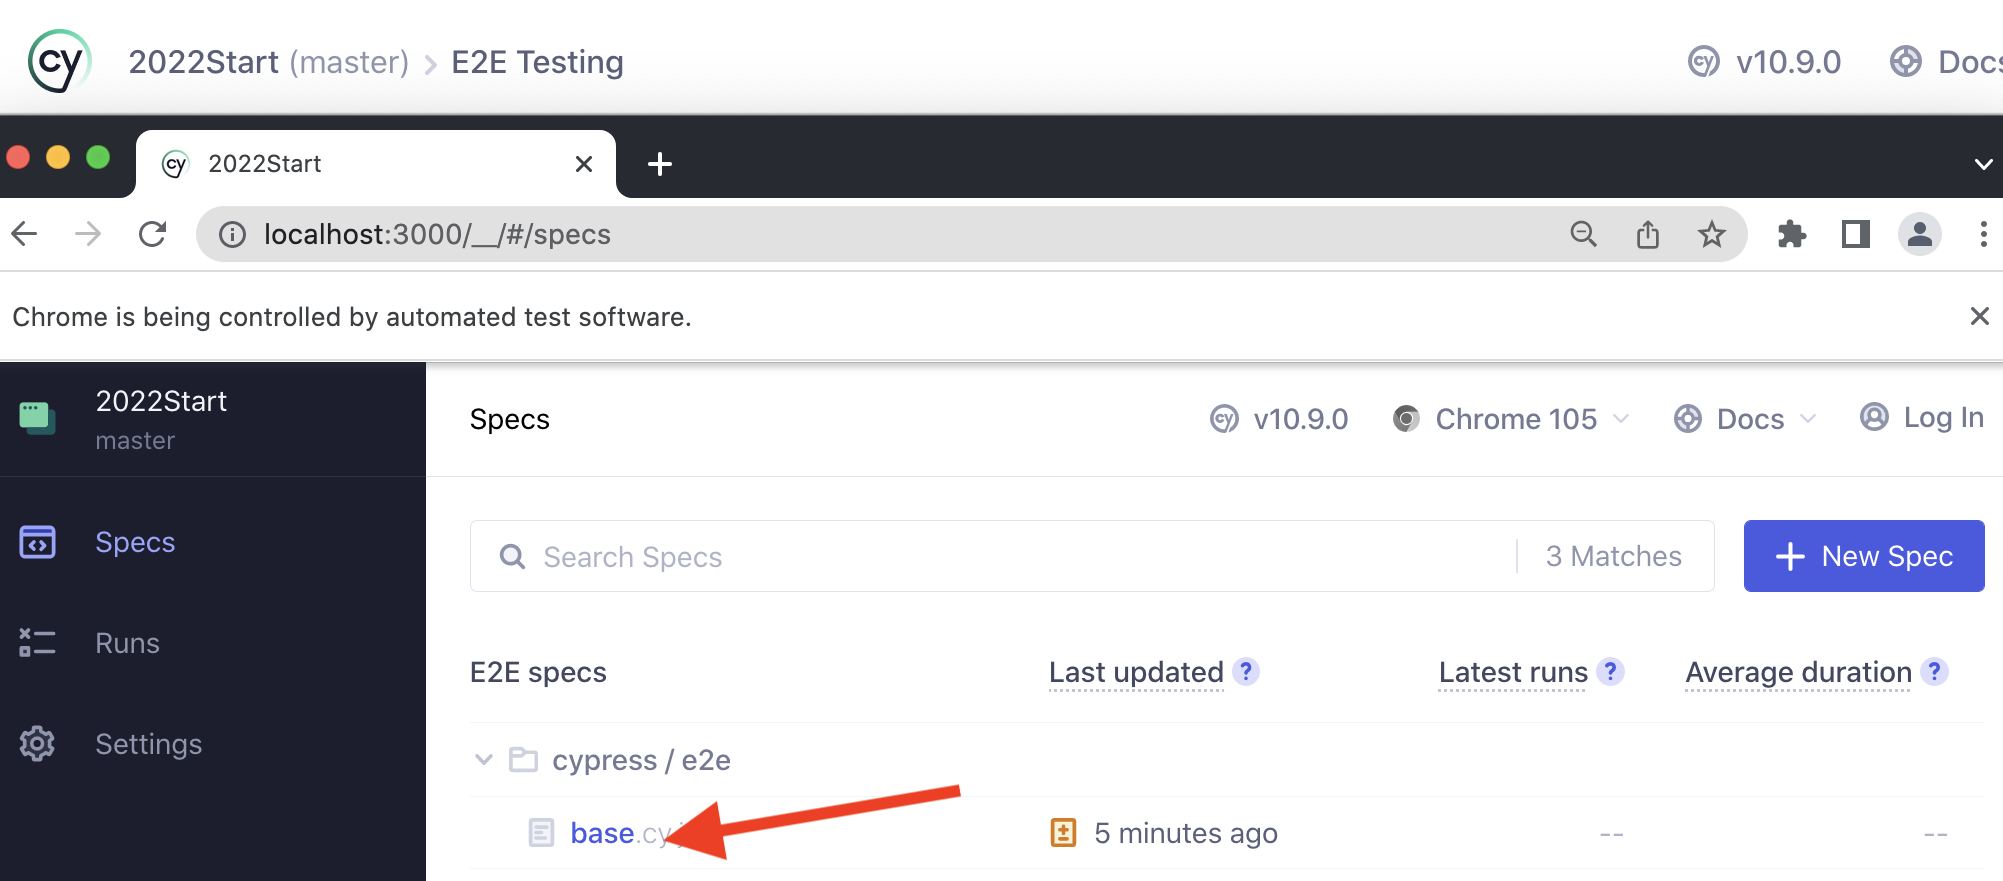 cy 2022Start (master) > E2E Testing cy v10.9.0 Docs
cy 2022Start
localhost:3000/__/#/specs
Chrome is being controlled by automated test software.
2022Start
master
Specs cy v10.9.0 Chrome 105 Docs Log In
Specs
Runs
Settings
Search Specs 3 Matches New Spec
E2E specs Last updated ? Latest runs ? Average duration ?
cypress / e2e
base.cy 5 minutes ago -- --